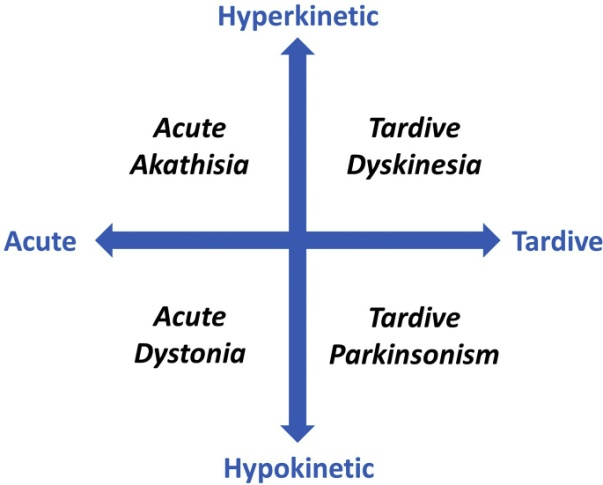 Hyperkinetic
Acute
Akathisia
Tardive
Dyskinesia
Acute
Tardive
Acute
Dystonia
Tardive
Parkinsonism
Hypokinetic